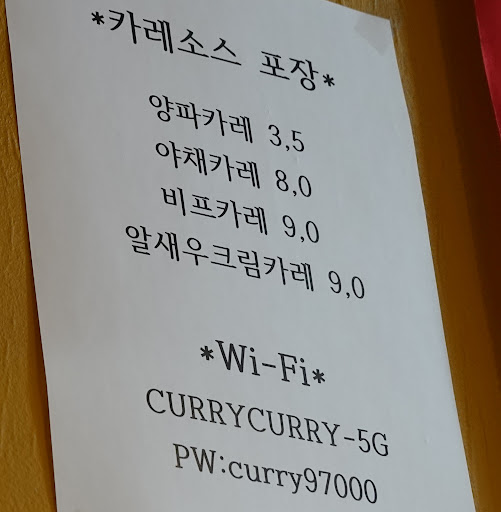 *카레소스 포장*
양파카레 3,5
야채카레 8,0
비프카레 9,0
알새우크림카레 9,0
*Wi-Fi*
CURRYCURRY-5G
PW:curry97000